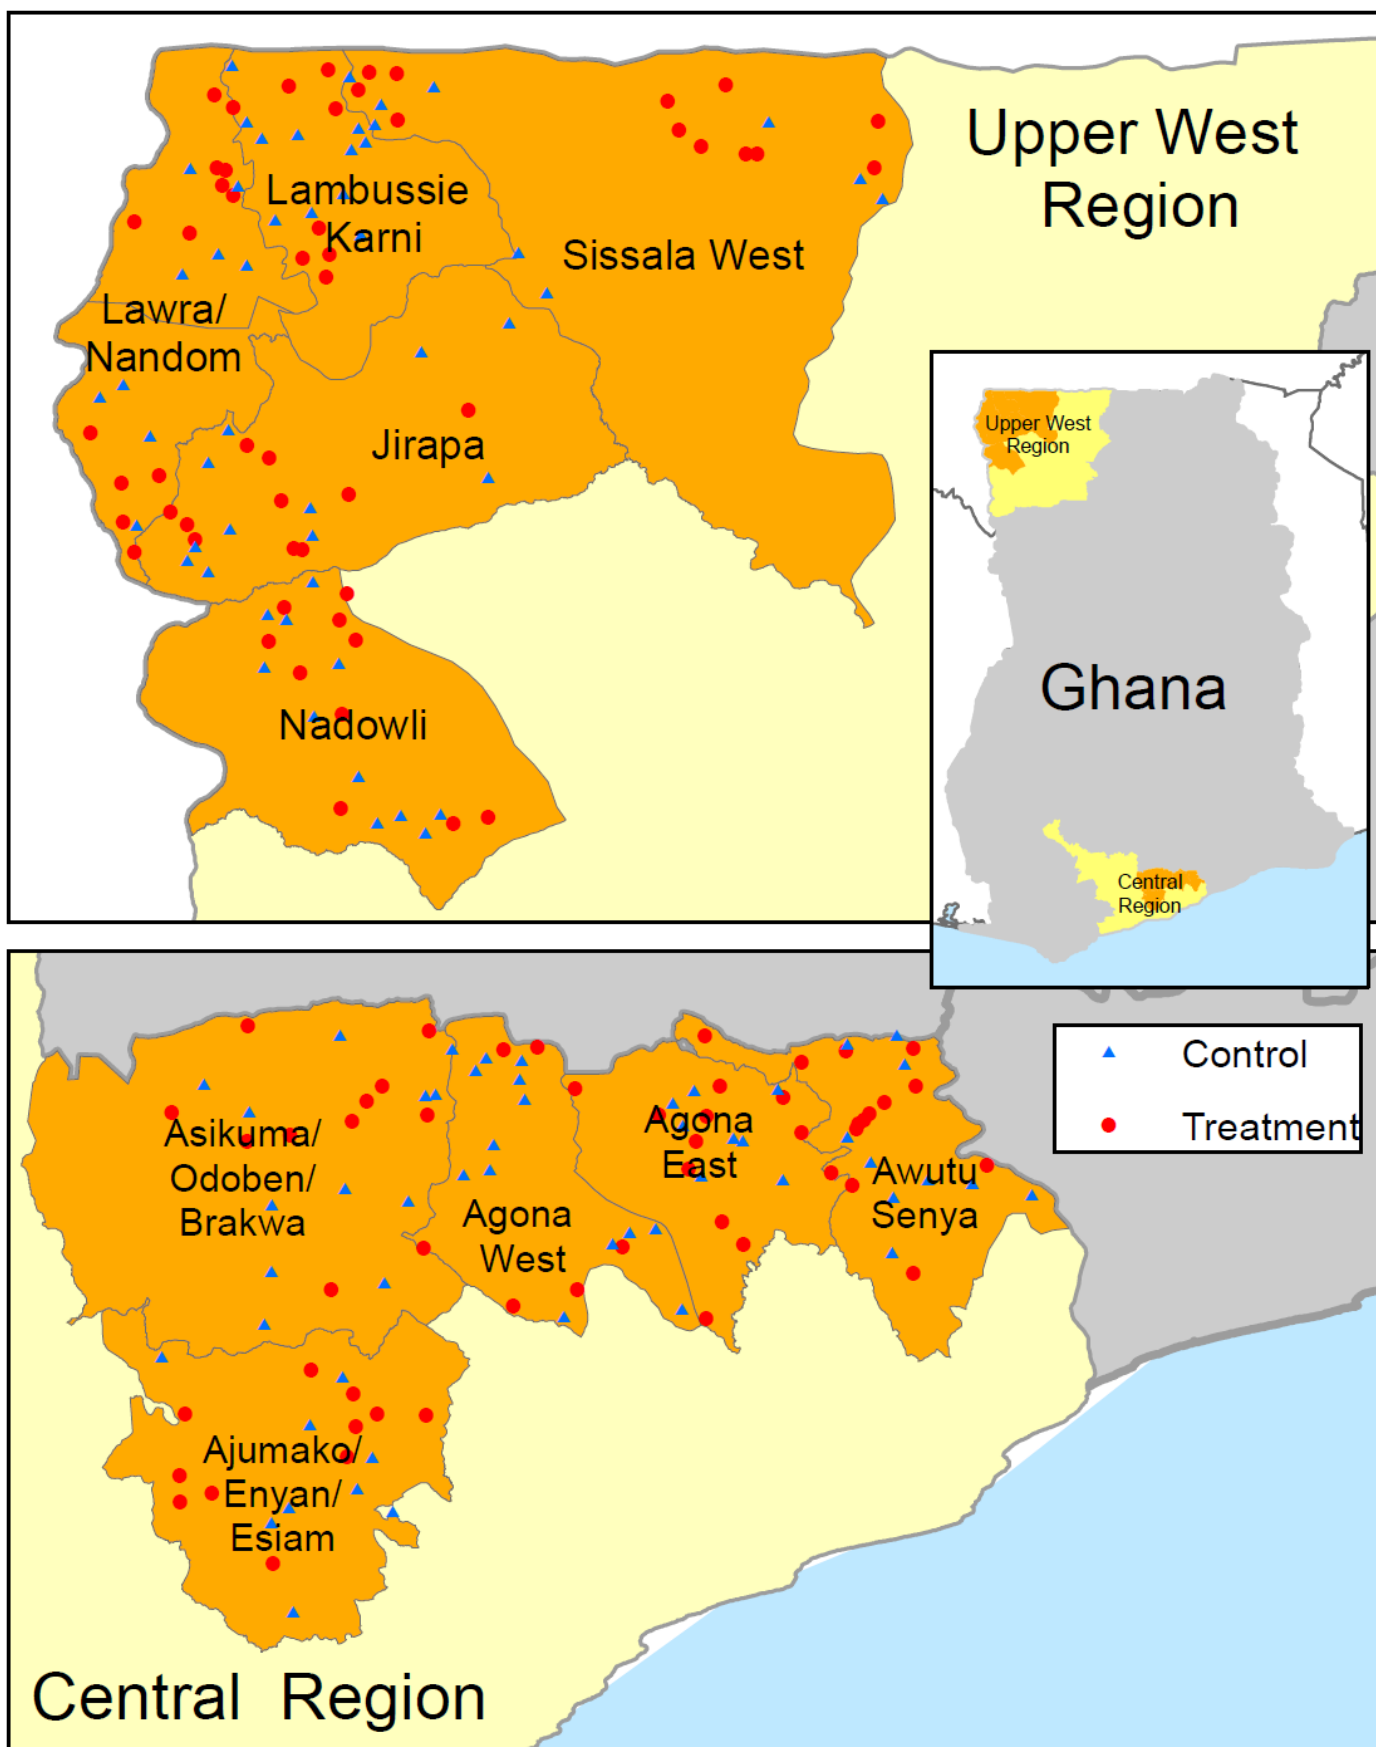 Upper West
Region
Lambussie
Karni
Sissala West
Lawra/
Nandom
Jirapa
Nadowli
Upper West
Region
Ghana
Central
Region
Control
Treatment
Asikuma/
Odoben/
Brakwa
Agona
West
Agona
East
Awutu
Senya
Ajumako/
Enyan/
Esiam
Central Region